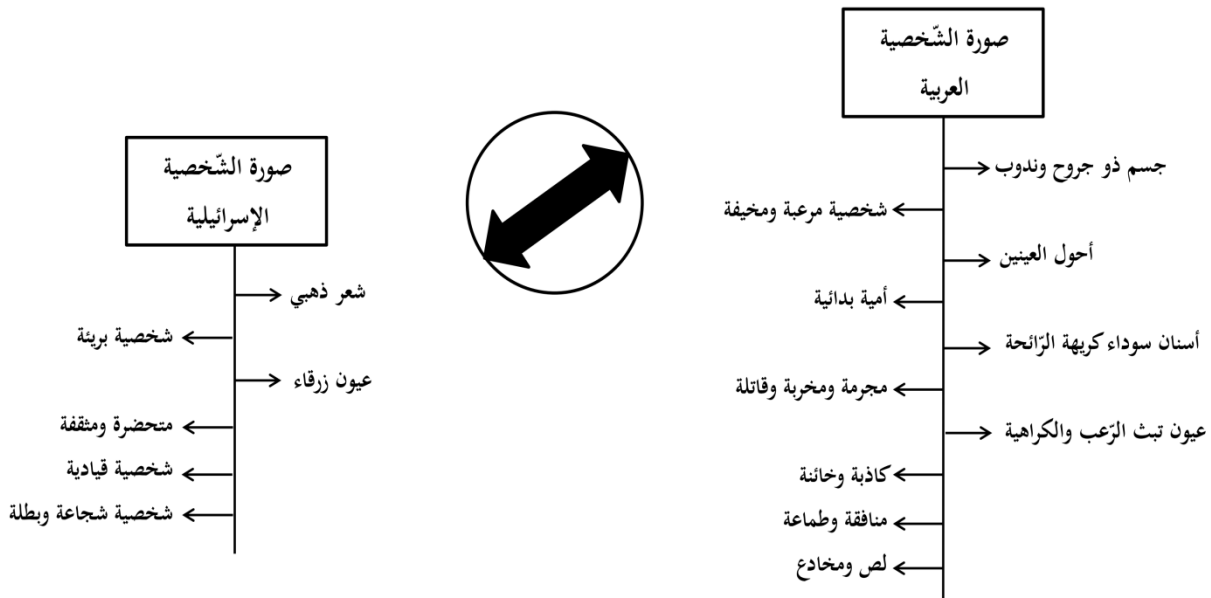 صورة الشّخصية
العربية
جسم ذو جروح وندوب
شخصية مرعبة ومخيفة
أحول العينين
أمية بدائية
أسنان سوداء كريهة الرّائحة
مجرمة ومخربة وقاتلة
عيون تبث الرّعب والكراهية
كاذبة وخائنة
منافقة وطماعة
لص ومخادع
صورة الشّخصية
الإسرائيلية
شعر ذهبي
شخصية بريئة
عيون زرقاء
متحضرة ومثقفة
شخصية قيادية
شخصية شجاعة وبطلة